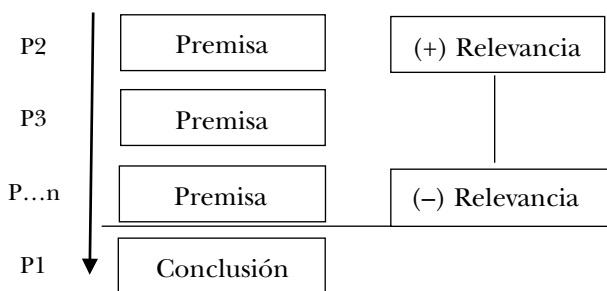 P2 Premisa (+) Relevancia
P3 Premisa
P...n Premisa (–) Relevancia
P1 Conclusión